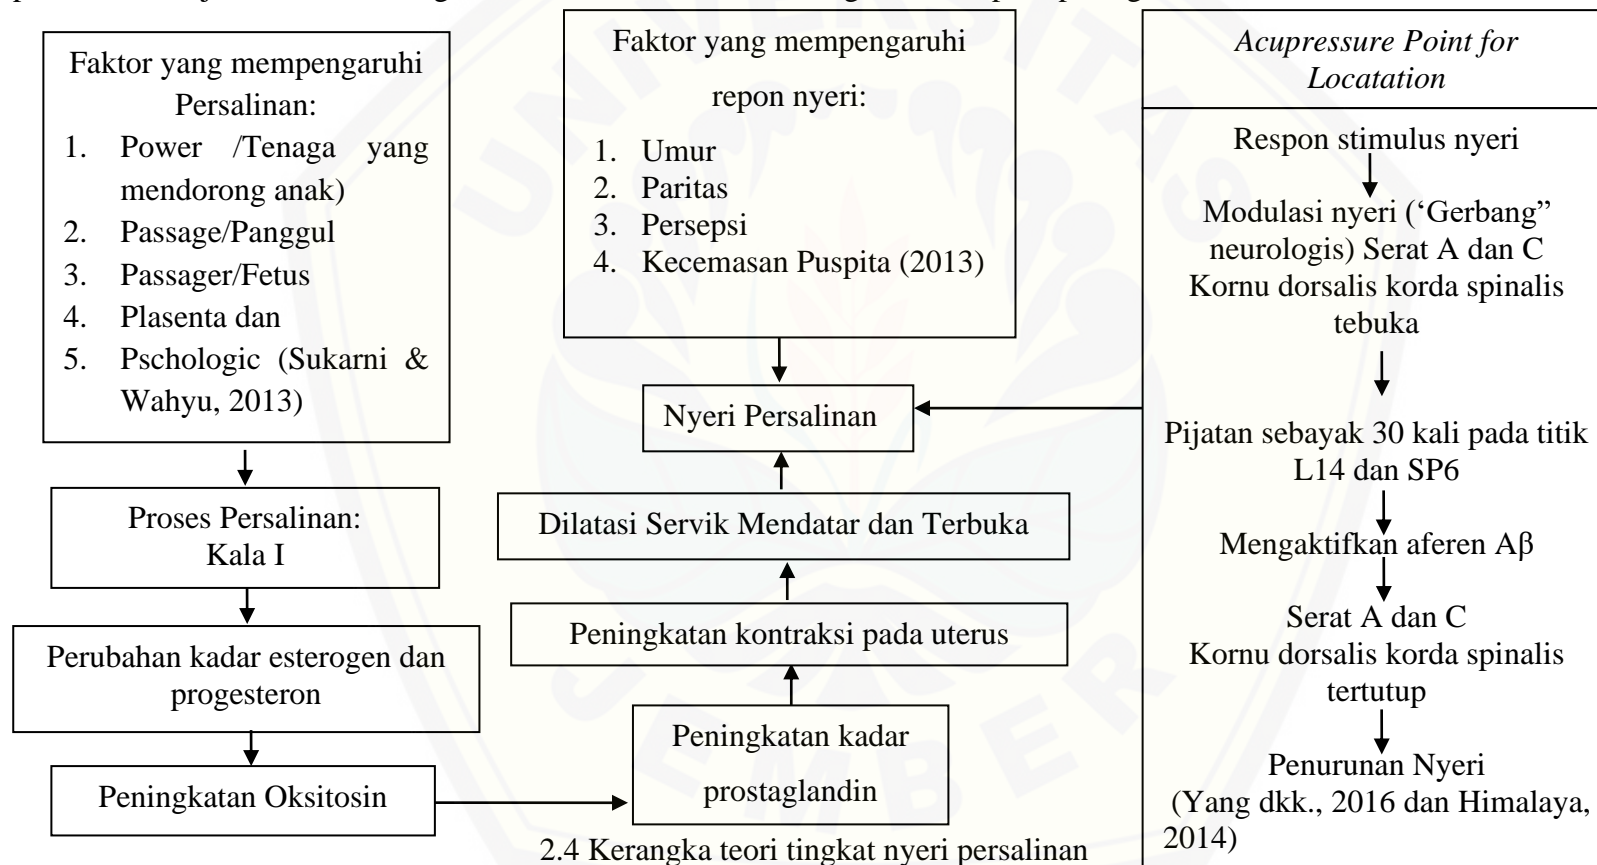 Faktor yang mempengaruhi
Persalinan:
1. Power /Tenaga yang
mendorong anak)
2. Passage/Panggul
3. Passager/Fetus
4. Plasenta dan
5. Pschologic (Sukarni &
Wahyu, 2013)
Proses Persalinan:
Kala I
Perubahan kadar esterogen dan
progesteron
Peningkatan Oksitosin
Faktor yang mempengaruhi
repon nyeri:
1. Umur
2. Paritas
3. Persepsi
4. Kecemasan Puspita (2013)
Nyeri Persalinan
Dilatasi Servik Mendatar dan Terbuka
Peningkatan kontraksi pada uterus
Peningkatan kadar
prostaglandin
Acupressure Point for
Locatation
Respon stimulus nyeri
Modulasi nyeri (‘Gerbang”
neurologis) Serat A dan C
Kornu dorsalis korda spinalis
tebuka
Pijatan sebayak 30 kali pada titik
L14 dan SP6
Mengaktifkan aferen Aβ
Serat A dan C
Kornu dorsalis korda spinalis
tertutup
Penurunan Nyeri
(Yang dkk., 2016 dan Himalaya,
2014)
2.4 Kerangka teori tingkat nyeri persalinan
UNIVERSITAS
JEMBER